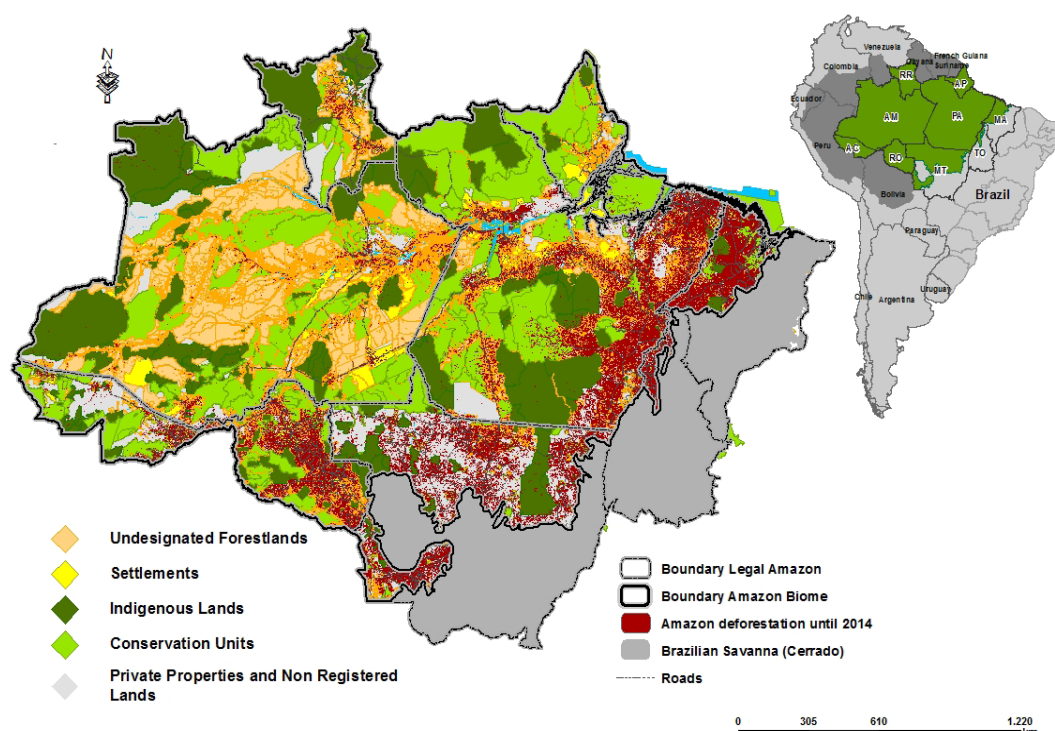 N
Venezuela
Guyana
French Guiana
Suriname
Colombia
RR
AP
Ecuador
AM
PA
MA
Peru
AC
RO
TO
MT
Bolivia
Brazil
Paraguay
Chile
Argentina
Uruguay
Undesignated Forestlands
Settlements
Indigenous Lands
Conservation Units
Private Properties and Non Registered
Lands
Boundary Legal Amazon
Boundary Amazon Biome
Amazon deforestation until 2014
Brazilian Savanna (Cerrado)
Roads
0 305 610 1.220